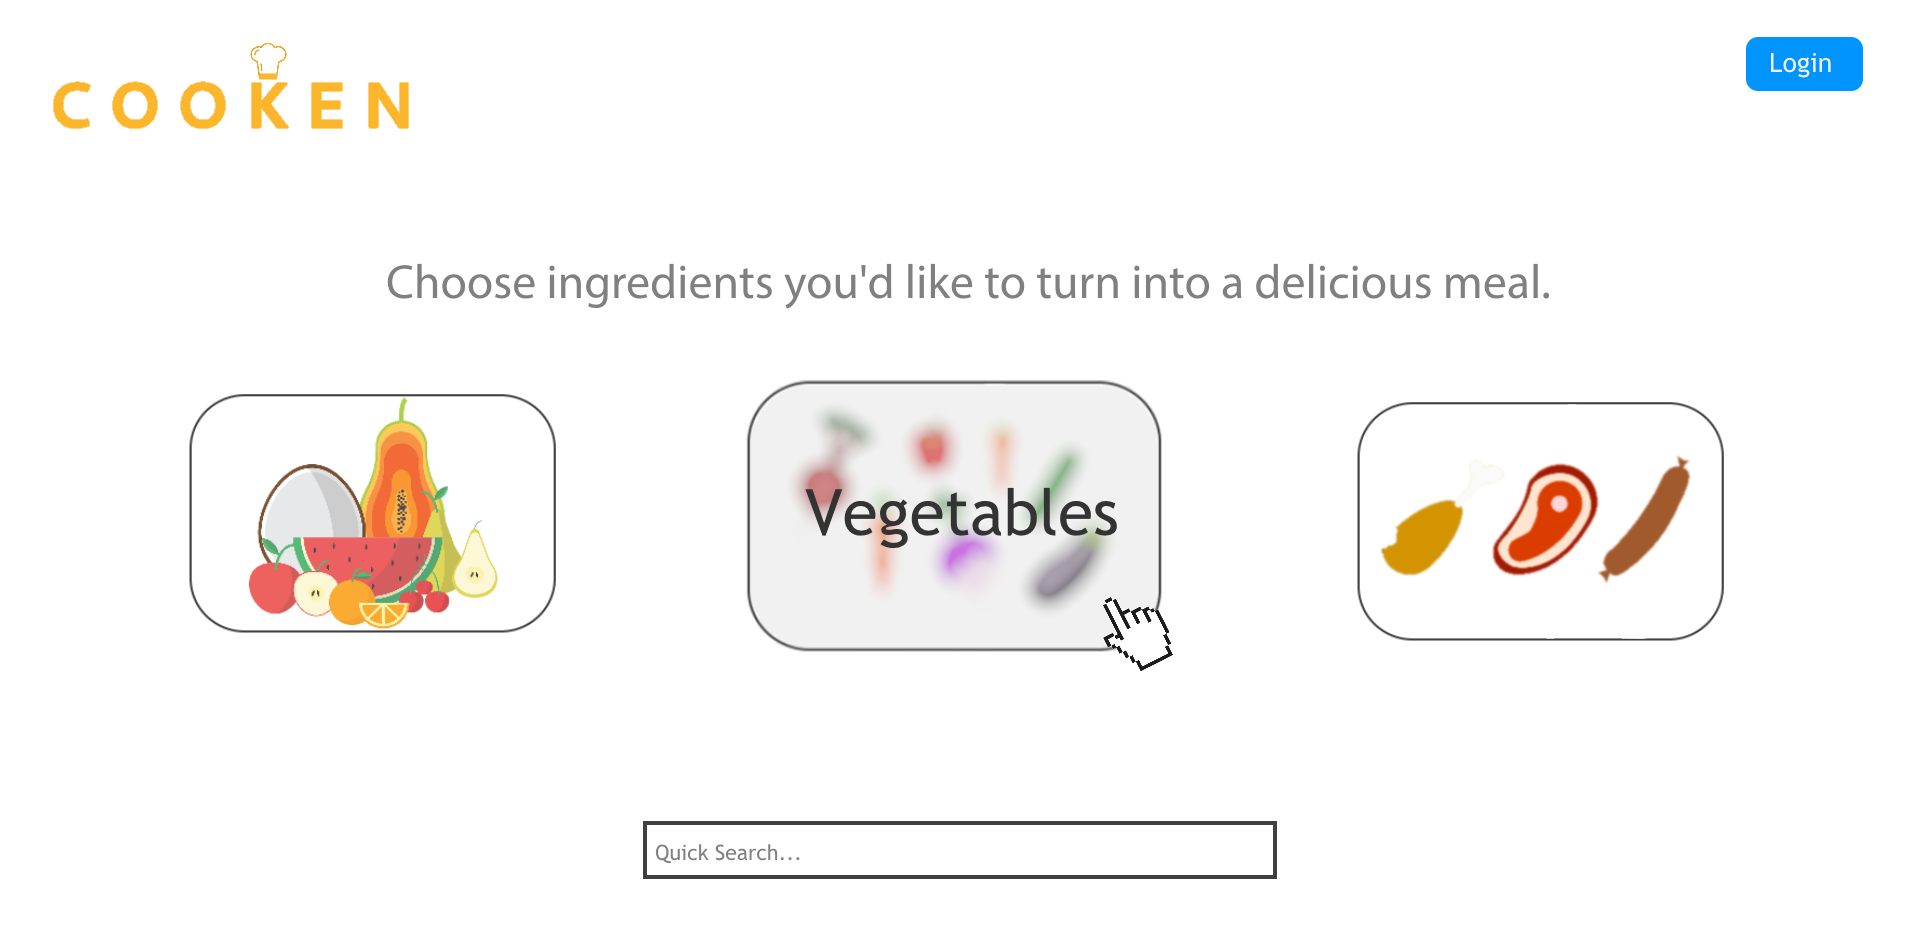 COOKEN
Login
Choose ingredients you'd like to turn into a delicious meal.
Vegetables
Quick Search...